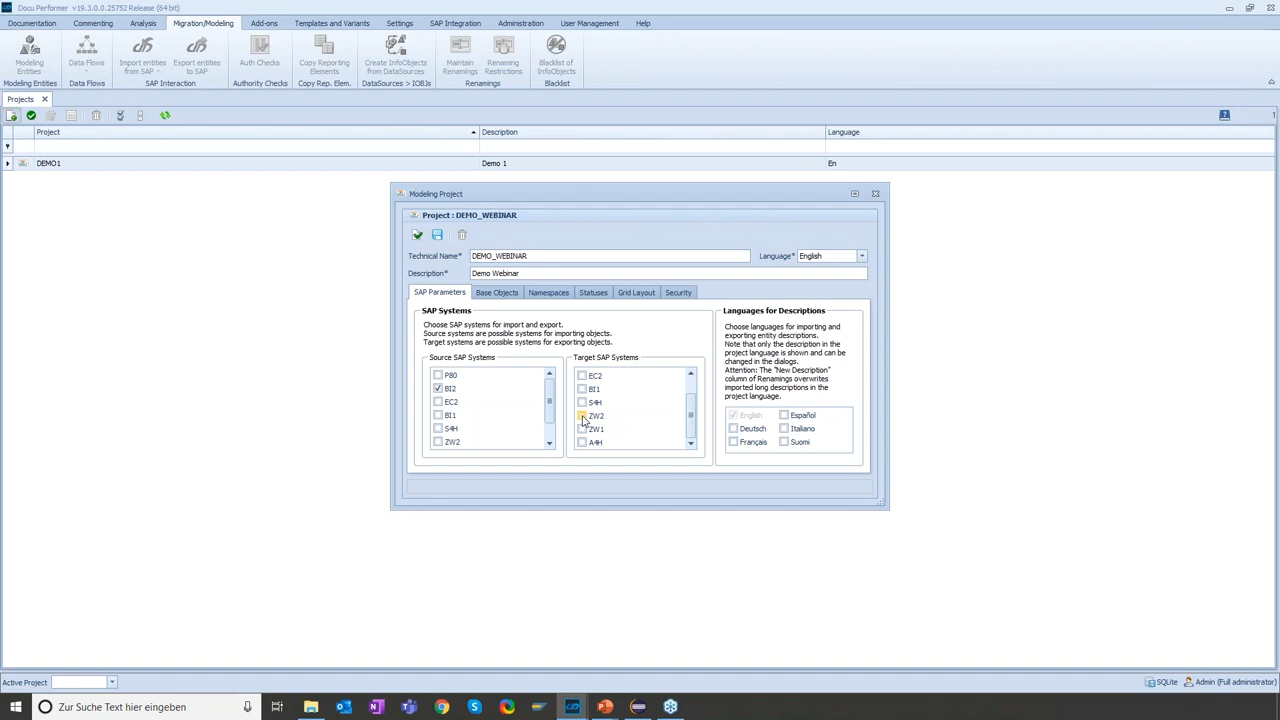 Docu Performer v19.3.0.0.25752 Release (64 bit)
Documentation Commenting Analysis Migration/Modeling Add-ons Templates and Variants Settings SAP Integration Administration User Management Help
Modeling Entities
Data Flows
Import entities from SAP
Export entities to SAP
Auth Checks
Copy Reporting Elements
Create InfoObjects from DataSources
Maintain Renamings
Renaming Restrictions
Blacklist of InfoObjects
Modeling Entities Data Flows SAP Interaction Authority Checks Copy Rep. Elem. DataSources > IOBJs Renamings Blacklist
Projects
1
Project Description Language
DEMO1 Demo 1 En
Modeling Project
Project : DEMO_WEBINAR
Technical Name* DEMO_WEBINAR Language* English
Description* Demo Webinar
SAP Parameters Base Objects Namespaces Statuses Grid Layout Security
SAP Systems
Choose SAP systems for import and export.
Source systems are possible systems for importing objects.
Target systems are possible systems for exporting objects.
Source SAP Systems
P80
BI2
EC2
BI1
S4H
ZW2
Target SAP Systems
EC2
BI1
S4H
ZW2
ZW1
A4H
Languages for Descriptions
Choose languages for importing and
exporting entity descriptions.
Note that only the description in the
project language is shown and can be
changed in the dialogs.
Attention: The "New Description"
column of Renamings overwrites
imported long descriptions in the
project language.
English Español
Deutsch Italiano
Français Suomi
Active Project
SQLite Admin (Full administrator)
Zur Suche Text hier eingeben